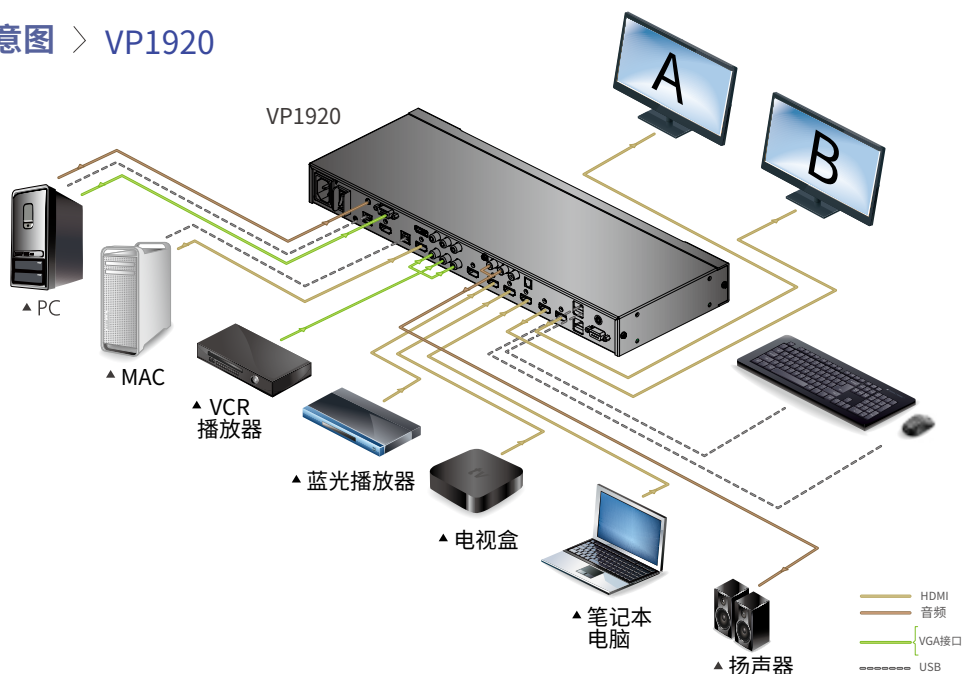 意图 > VP1920
VP1920
A
B
▲ PC
▲ MAC
▲ VCR
播放器
▲ 蓝光播放器
▲ 电视盒
▲ 笔记本
电脑
▲ 扬声器
HDMI
音频
VGA接口
USB